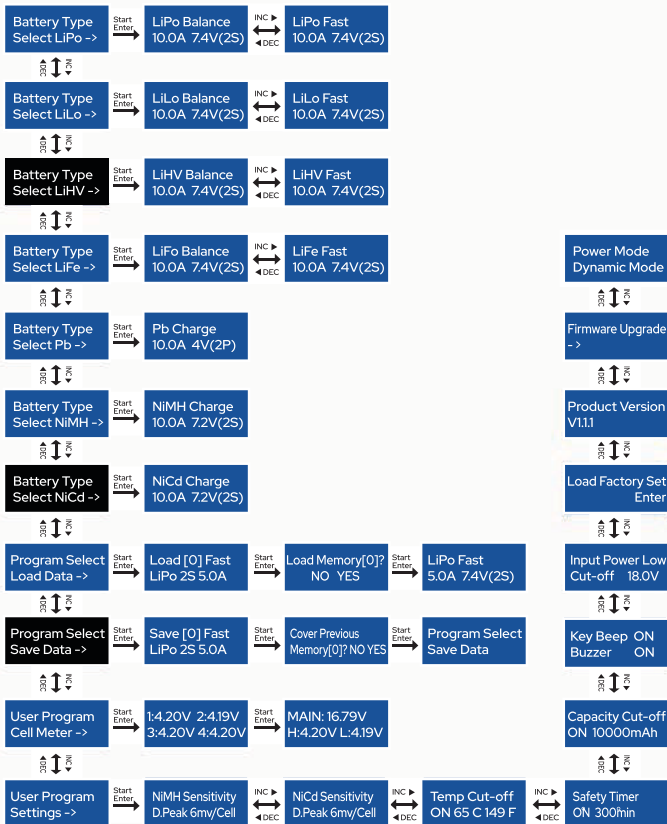 Battery Type
Select LiPo ->
Start
Enter
LiPo Balance
10.0A 7.4V(2S)
INC ►
◄ DEC
LiPo Fast
10.0A 7.4V(2S)
▲ DEC
INC ▼
Battery Type
Select LiLo ->
Start
Enter
LiLo Balance
10.0A 7.4V(2S)
INC ►
◄ DEC
LiLo Fast
10.0A 7.4V(2S)
▲ DEC
INC ▼
Battery Type
Select LiHV ->
Start
Enter
LiHV Balance
10.0A 7.4V(2S)
INC ►
◄ DEC
LiHV Fast
10.0A 7.4V(2S)
▲ DEC
INC ▼
Battery Type
Select LiFe ->
Start
Enter
LiFo Balance
10.0A 7.4V(2S)
INC ►
◄ DEC
LiFe Fast
10.0A 7.4V(2S)
Power Mode
Dynamic Mode
▲ DEC
INC ▼
▲ DEC
INC ▼
Battery Type
Select Pb ->
Start
Enter
Pb Charge
10.0A 4V(2P)
Firmware Upgrade
- >
▲ DEC
INC ▼
▲ DEC
INC ▼
Battery Type
Select NiMH ->
Start
Enter
NiMH Charge
10.0A 7.2V(2S)
Product Version
V1.1.1
▲ DEC
INC ▼
▲ DEC
INC ▼
Battery Type
Select NiCd ->
Start
Enter
NiCd Charge
10.0A 7.2V(2S)
Load Factory Set
Enter
▲ DEC
INC ▼
▲ DEC
INC ▼
Program Select
Load Data ->
Start
Enter
Load [0] Fast
LiPo 2S 5.0A
Start
Enter
Load Memory[0]?
NO YES
Start
Enter
LiPo Fast
5.0A 7.4V(2S)
Input Power Low
Cut-off 18.0V
▲ DEC
INC ▼
▲ DEC
INC ▼
Program Select
Save Data ->
Start
Enter
Save [0] Fast
LiPo 2S 5.0A
Start
Enter
Cover Previous
Memory[0]? NO YES
Start
Enter
Program Select
Save Data
Key Beep ON
Buzzer ON
▲ DEC
INC ▼
▲ DEC
INC ▼
User Program
Cell Meter ->
Start
Enter
1:4.20V 2:4.19V
3:4.20V 4:4.20V
Start
Enter
MAIN: 16.79V
H:4.20V L:4.19V
Capacity Cut-off
ON 10000mAh
▲ DEC
INC ▼
▲ DEC
INC ▼
User Program
Settings ->
Start
Enter
NiMH Sensitivity
D.Peak 6mv/Cell
INC ►
◄ DEC
NiCd Sensitivity
D.Peak 6mv/Cell
INC ►
◄ DEC
Temp Cut-off
ON 65 C 149 F
INC ►
◄ DEC
Safety Timer
ON 300min